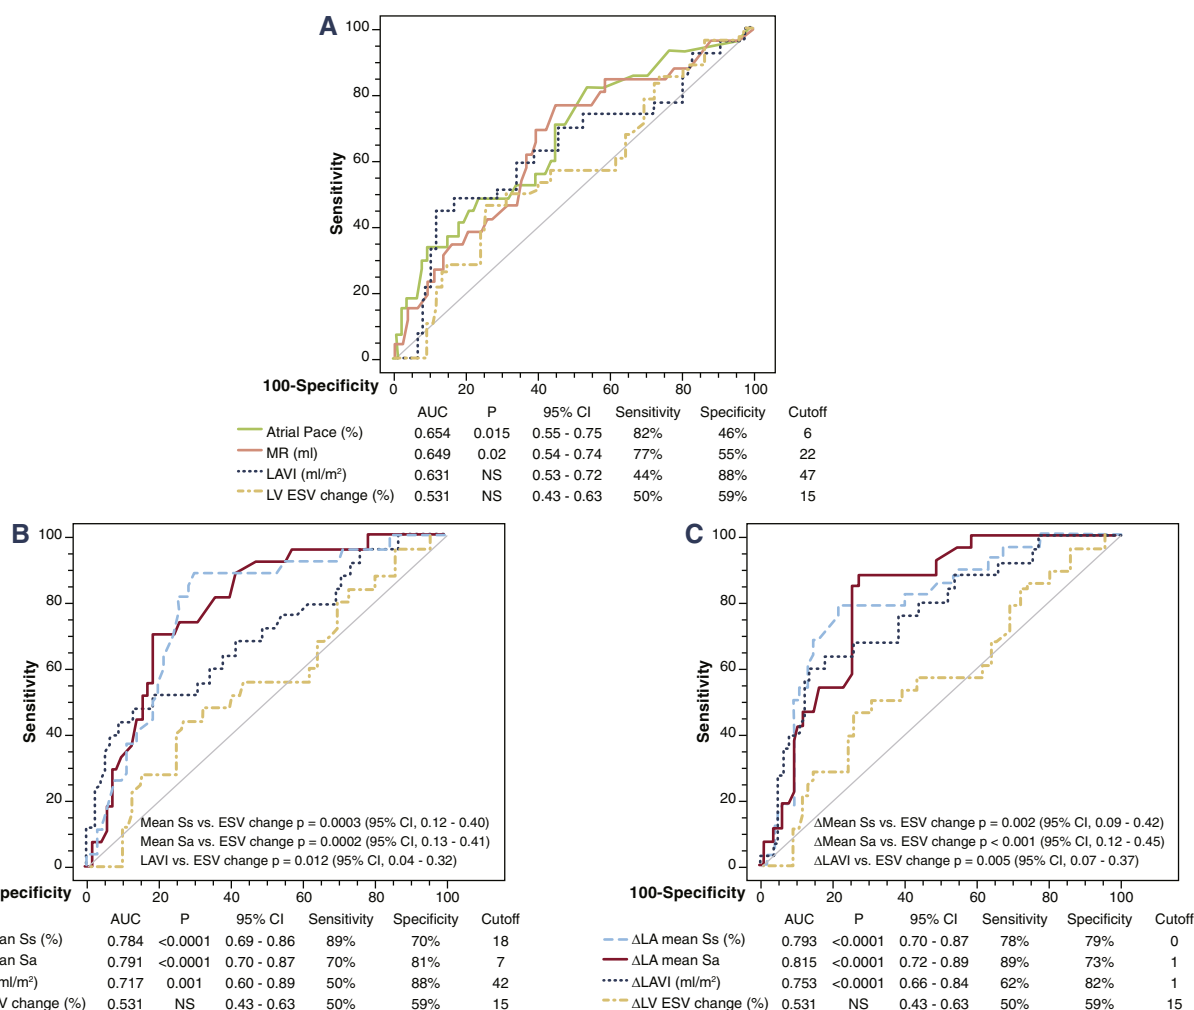 A
100
80
60
40
20
0
Sensitivity
100-Specificity
0 20 40 60 80 100
AUC P 95% CI Sensitivity Specificity Cutoff
Atrial Pace (%) 0.654 0.015 0.55 - 0.75 82% 46% 6
MR (ml) 0.649 0.02 0.54 - 0.74 77% 55% 22
LAVI (ml/m²) 0.631 NS 0.53 - 0.72 44% 88% 47
LV ESV change (%) 0.531 NS 0.43 - 0.63 50% 59% 15
B
100
80
60
40
20
0
Sensitivity
Mean Ss vs. ESV change p = 0.0003 (95% CI, 0.12 - 0.40)
Mean Sa vs. ESV change p = 0.0002 (95% CI, 0.13 - 0.41)
LAVI vs. ESV change p = 0.012 (95% CI, 0.04 - 0.32)
pecificity
0 20 40 60 80 100
AUC P 95% CI Sensitivity Specificity Cutoff
an Ss (%) 0.784 <0.0001 0.69 - 0.86 89% 70% 18
an Sa 0.791 <0.0001 0.70 - 0.87 70% 81% 7
ml/m²) 0.717 0.001 0.60 - 0.89 50% 88% 42
V change (%) 0.531 NS 0.43 - 0.63 50% 59% 15
C
100
80
60
40
20
0
Sensitivity
ΔMean Ss vs. ESV change p = 0.002 (95% CI, 0.09 - 0.42)
ΔMean Sa vs. ESV change p < 0.001 (95% CI, 0.12 - 0.45)
ΔLAVI vs. ESV change p = 0.005 (95% CI, 0.07 - 0.37)
100-Specificity
0 20 40 60 80 100
AUC P 95% CI Sensitivity Specificity Cutoff
ΔLA mean Ss (%) 0.793 <0.0001 0.70 - 0.87 78% 79% 0
ΔLA mean Sa 0.815 <0.0001 0.72 - 0.89 89% 73% 1
ΔLAVI (ml/m²) 0.753 <0.0001 0.66 - 0.84 62% 82% 1
ΔLV ESV change (%) 0.531 NS 0.43 - 0.63 50% 59% 15